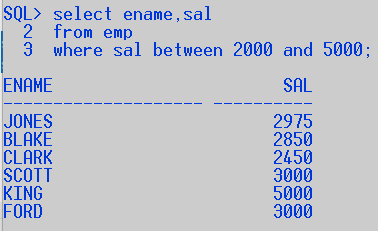 SQL> select ename,sal
2 from emp
3 where sal between 2000 and 5000;
ENAME SAL
-------------------- ----------
JONES 2975
BLAKE 2850
CLARK 2450
SCOTT 3000
KING 5000
FORD 3000